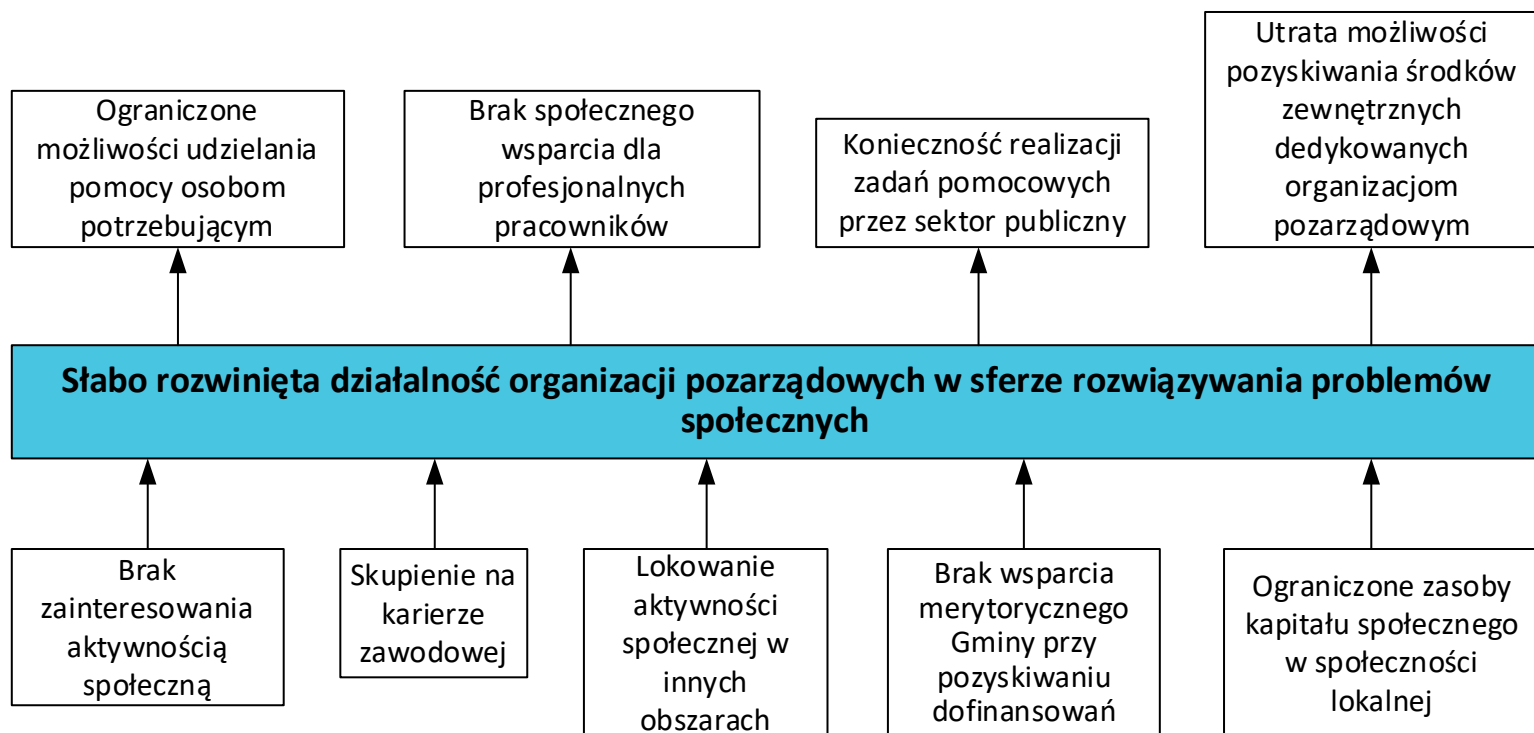 Ograniczone
możliwości udzielania
pomocy osobom
potrzebującym
Brak społecznego
wsparcia dla
profesjonalnych
pracowników
Konieczność realizacji
zadań pomocowych
przez sektor publiczny
Utrata możliwości
pozyskiwania środków
zewnętrznych
dedykowanych
organizacjom
pozarządowym
Słabo rozwinięta działalność organizacji pozarządowych w sferze rozwiązywania problemów
społecznych
Brak
zainteresowania
aktywnością
społeczną
Skupienie na
karierze
zawodowej
Lokowanie
aktywności
społecznej w
innych
obszarach
Brak wsparcia
merytorycznego
Gminy przy
pozyskiwaniu
dofinansowań
Ograniczone zasoby
kapitału społecznego
w społeczności
lokalnej